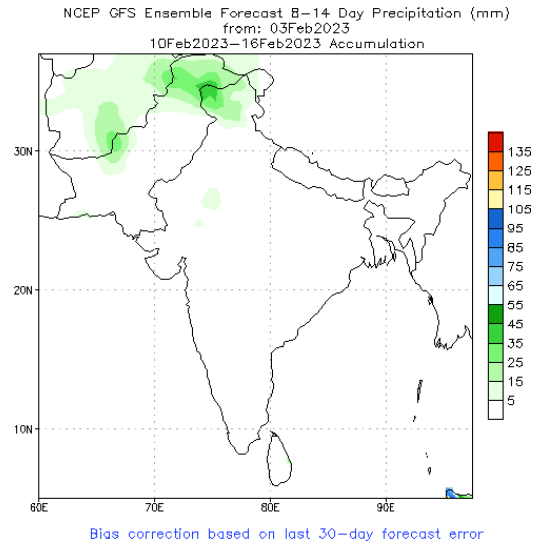 NCEP GFS Ensemble Forecast 8-14 Day Precipitation (mm)
from: 03Feb2023
10Feb2023-16Feb2023 Accumulation
30N
20N
10N
60E
70E
80E
90E
135
125
115
105
95
85
75
65
55
45
35
25
15
5
Bias correction based on last 30-day forecast error